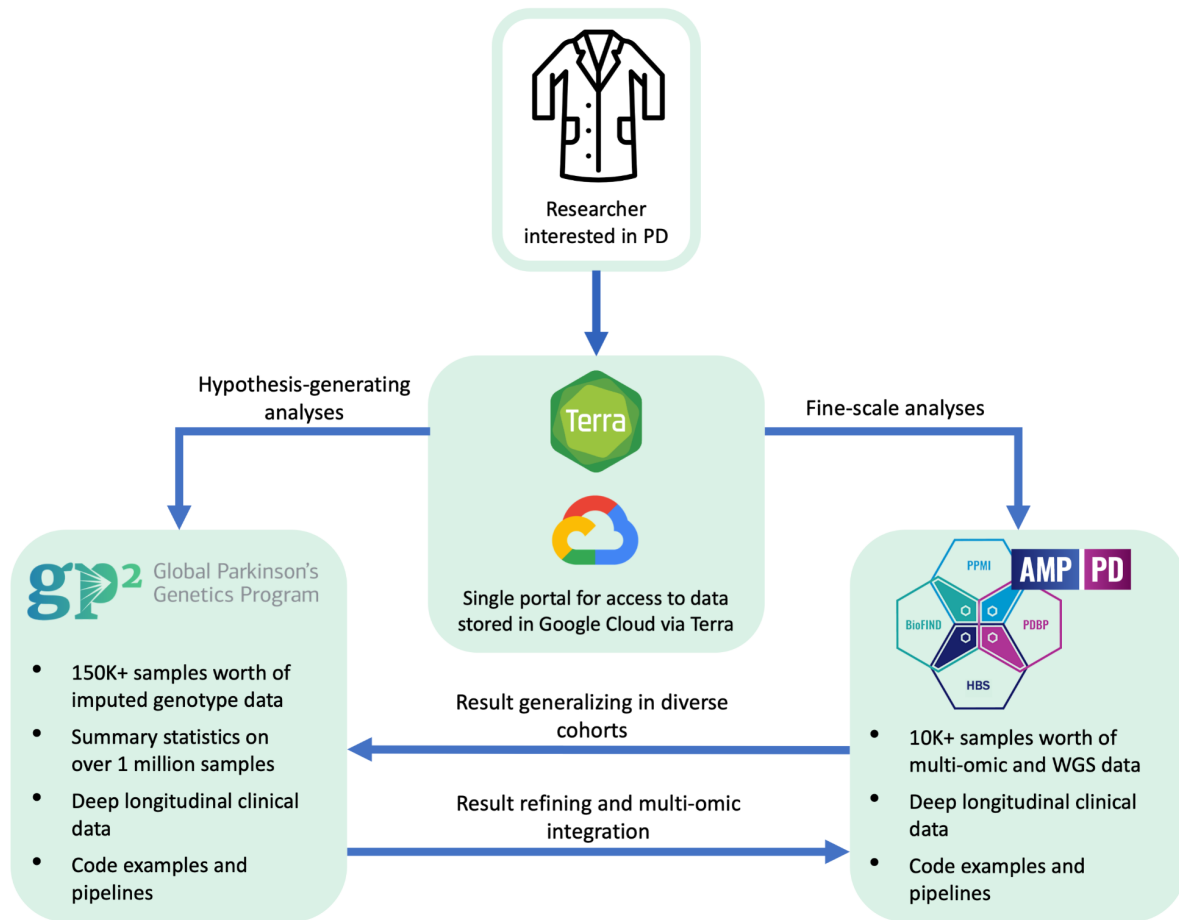 Researcher
interested in PD
Hypothesis-generating
analyses
Terra
Fine-scale analyses
Single portal for access to data
stored in Google Cloud via Terra
gp2 Global Parkinson's
Genetics Program
150K+ samples worth of
imputed genotype data
Summary statistics on
over 1 million samples
Deep longitudinal clinical
data
Code examples and
pipelines
Result generalizing in diverse
cohorts
Result refining and multi-omic
integration
PPMI
AMP PD
BioFIND
PDBP
HBS
10K+ samples worth of
multi-omic and WGS data
Deep longitudinal clinical
data
Code examples and
pipelines